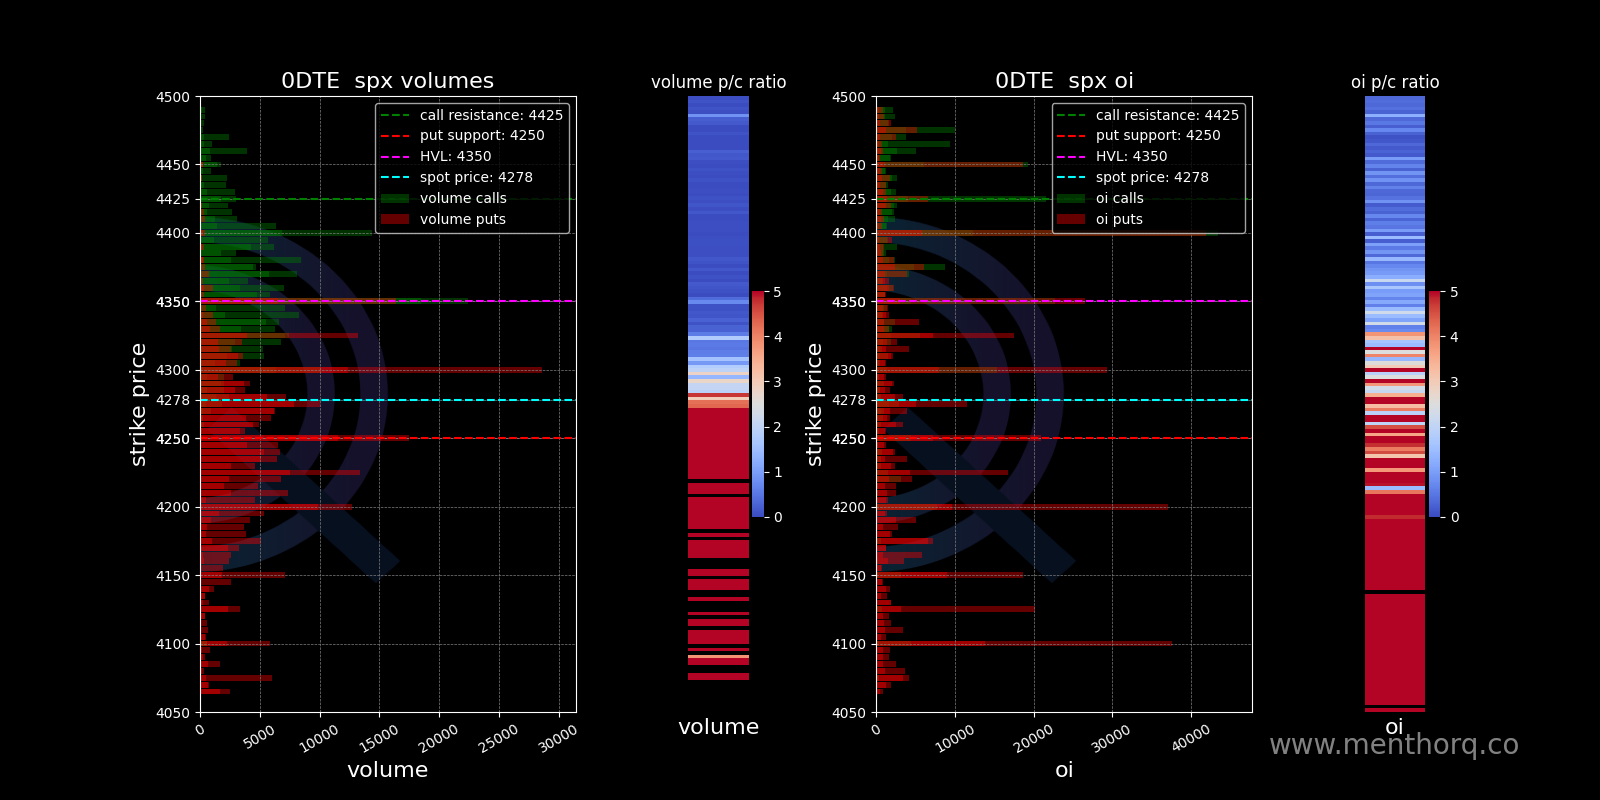 0DTE  spx volumes
volume p/c ratio
0DTE  spx oi
oi p/c ratio
call resistance: 4425
put support: 4250
HVL: 4350
spot price: 4278
volume calls
volume puts
call resistance: 4425
put support: 4250
HVL: 4350
spot price: 4278
oi calls
oi puts
strike price
4500
4450
4425
4400
4350
4300
4278
4250
4200
4150
4100
4050
0
5000
10000
15000
20000
25000
30000
volume
5
4
3
2
1
0
volume
strike price
4500
4450
4425
4400
4350
4300
4278
4250
4200
4150
4100
4050
0
10000
20000
30000
40000
oi
5
4
3
2
1
0
oi
www.menthorq.co